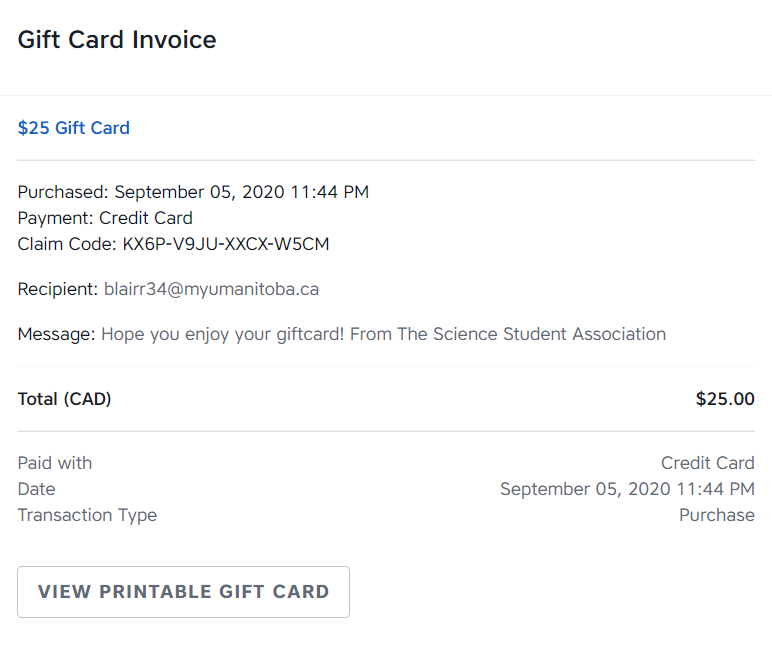 Gift Card Invoice
$25 Gift Card
Purchased: September 05, 2020 11:44 PM
Payment: Credit Card
Claim Code: KX6P-V9JU-XXCX-W5CM
Recipient: blairr34@myumanitoba.ca
Message: Hope you enjoy your giftcard! From The Science Student Association
Total (CAD) $25.00
Paid with Credit Card
Date September 05, 2020 11:44 PM
Transaction Type Purchase
VIEW PRINTABLE GIFT CARD